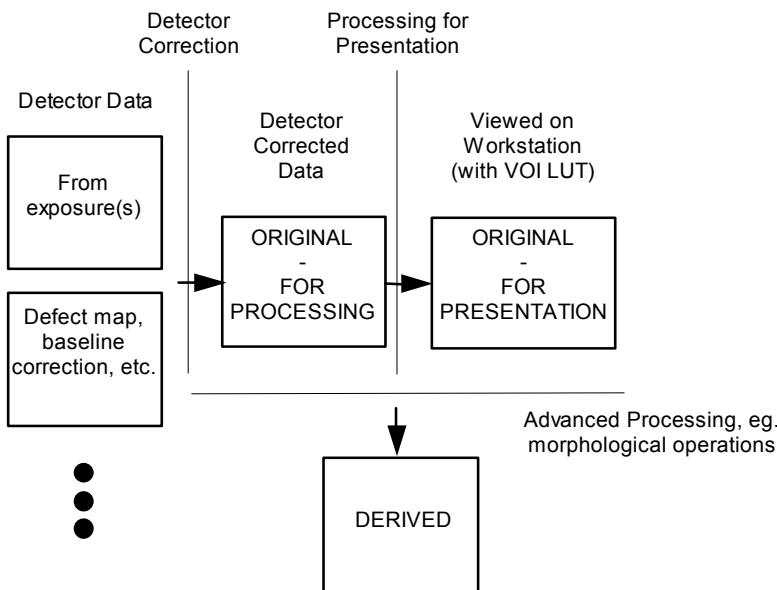 Detector
Correction
Processing for
Presentation
Detector Data
Detector
Corrected
Data
Viewed on
Workstation
(with VOI LUT)
From
exposure(s)
ORIGINAL
-
FOR
PROCESSING
ORIGINAL
-
FOR
PRESENTATION
Defect map,
baseline
correction, etc.
Advanced Processing, eg.
morphological operations
DERIVED